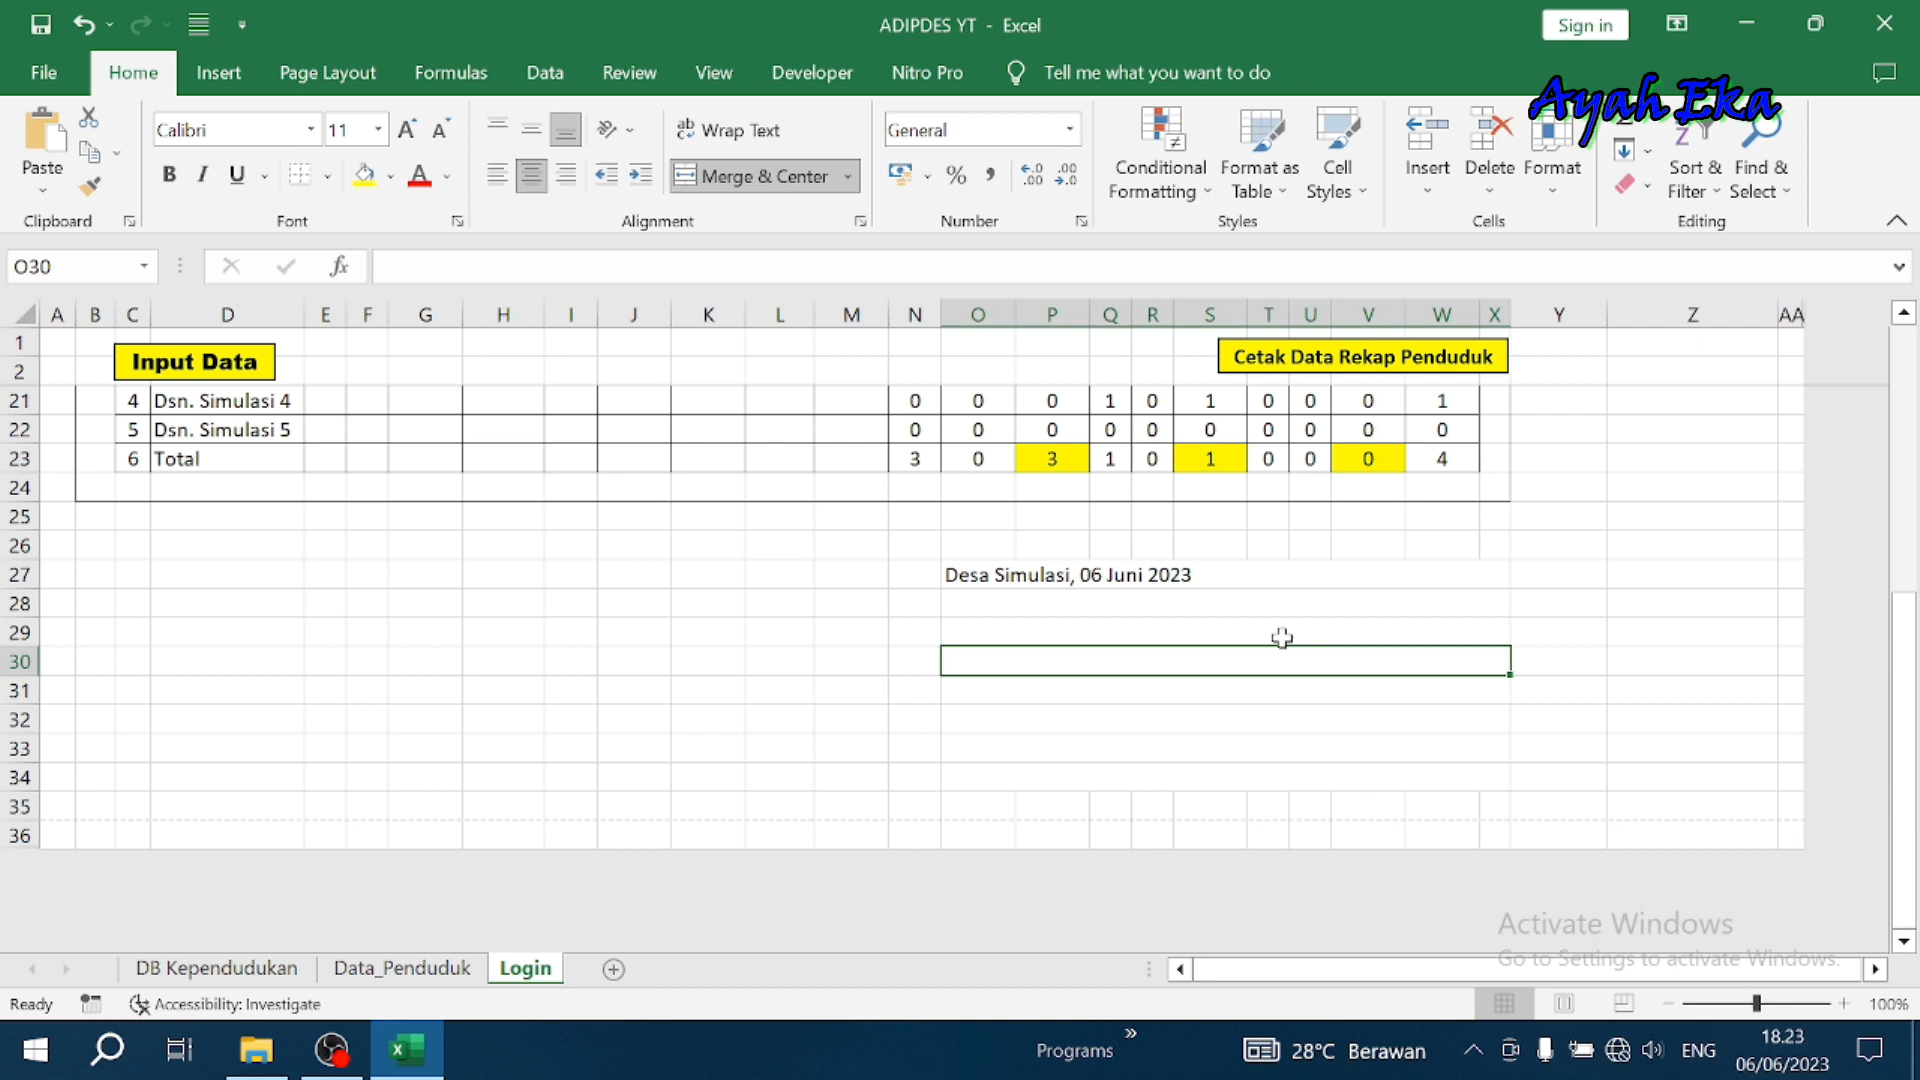 ADIPDES YT - Excel
Sign in
File Home Insert Page Layout Formulas Data Review View Developer Nitro Pro Tell me what you want to do
Ayah Eka
Paste
Clipboard
Calibri 11
A A
B I U A
Font
ab Wrap Text
Merge & Center
Alignment
General
% , .00
Number
Conditional Formatting
Format as Table
Cell Styles
Styles
Insert Delete Format
Cells
Sort & Filter
Find & Select
Editing
O30 fx
A B C D E F G H I J K L M N O P Q R S T U V W X Y Z AA
1
2
Input Data
Cetak Data Rekap Penduduk
21 4 Dsn. Simulasi 4 0 0 0 1 0 1 0 0 0 1
22 5 Dsn. Simulasi 5 0 0 0 0 0 0 0 0 0 0
23 6 Total 3 0 3 1 0 1 0 0 0 4
24
25
26
27 Desa Simulasi, 06 Juni 2023
28
29
30
31
32
33
34
35
36
Activate Windows
Go to Settings to activate Windows.
DB Kependudukan Data_Penduduk Login
Ready Accessibility: Investigate 100%
Programs
28°C Berawan
ENG
18.23
06/06/2023